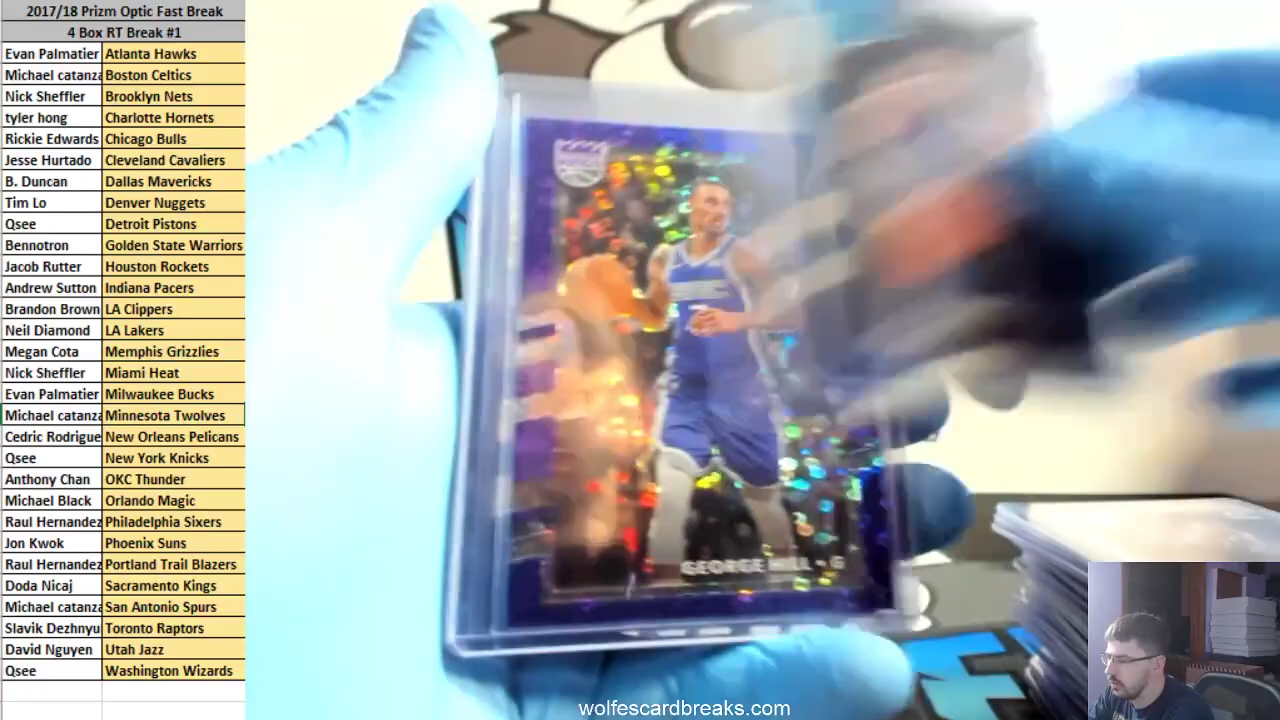 2017/18 Prizm Optic Fast Break
4 Box RT Break #1
Evan Palmatier Atlanta Hawks
Michael catanza Boston Celtics
Nick Sheffler Brooklyn Nets
tyler hong Charlotte Hornets
Rickie Edwards Chicago Bulls
Jesse Hurtado Cleveland Cavaliers
B. Duncan Dallas Mavericks
Tim Lo Denver Nuggets
Qsee Detroit Pistons
Bennotron Golden State Warriors
Jacob Rutter Houston Rockets
Andrew Sutton Indiana Pacers
Brandon Brown LA Clippers
Neil Diamond LA Lakers
Megan Cota Memphis Grizzlies
Nick Sheffler Miami Heat
Evan Palmatier Milwaukee Bucks
Michael catanza Minnesota Twolves
Cedric Rodrigue New Orleans Pelicans
Qsee New York Knicks
Anthony Chan OKC Thunder
Michael Black Orlando Magic
Raul Hernandez Philadelphia Sixers
Jon Kwok Phoenix Suns
Raul Hernandez Portland Trail Blazers
Doda Nicaj Sacramento Kings
Michael catanza San Antonio Spurs
Slavik Dezhnyu Toronto Raptors
David Nguyen Utah Jazz
Qsee Washington Wizards
GEORGE HILL - G
wolfescardbreaks.com